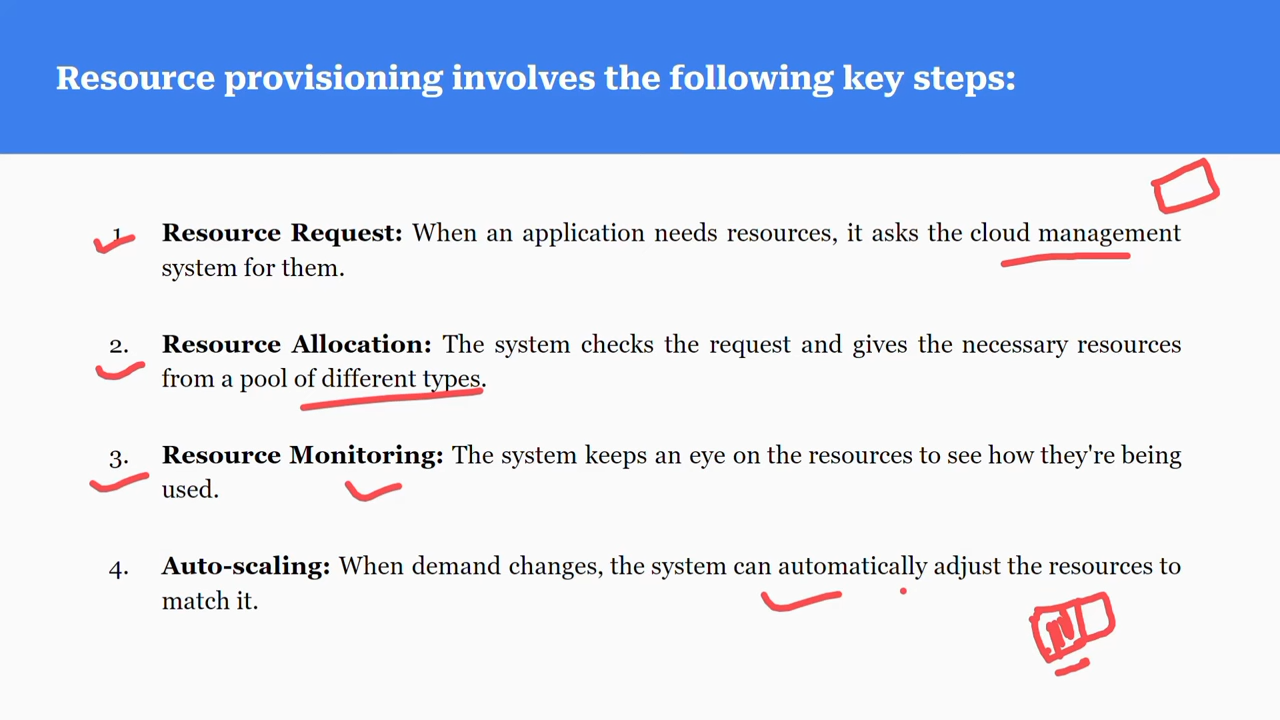 Resource provisioning involves the following key steps:
1. Resource Request: When an application needs resources, it asks the cloud management
system for them.
2. Resource Allocation: The system checks the request and gives the necessary resources
from a pool of different types.
3. Resource Monitoring: The system keeps an eye on the resources to see how they're being
used.
4. Auto-scaling: When demand changes, the system can automatically adjust the resources to
match it.